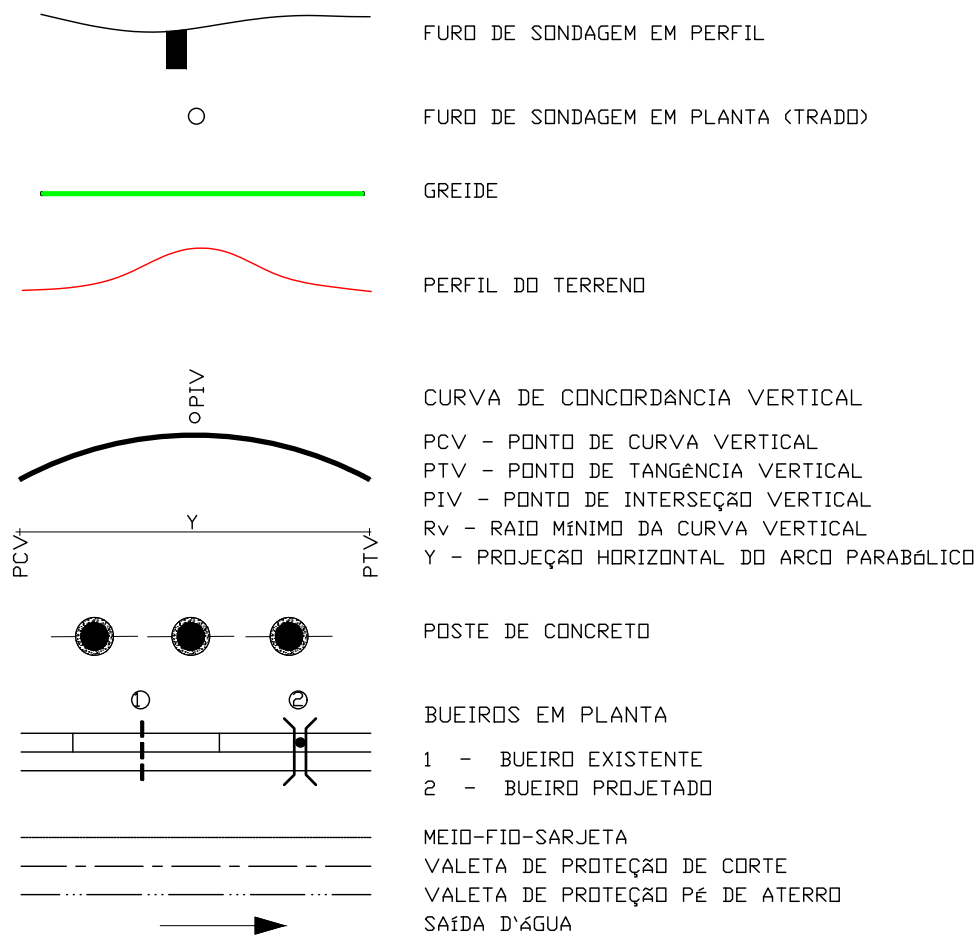 FURO DE SONDAGEM EM PERFIL
FURO DE SONDAGEM EM PLANTA (TRADO)
GREIDE
PERFIL DO TERRENO
PIV
CURVA DE CONCORDâNCIA VERTICAL
PCV - PONTO DE CURVA VERTICAL
PTV - PONTO DE TANGêNCIA VERTICAL
PIV - PONTO DE INTERSEÇãO VERTICAL
Rv - RAIO MíNIMO DA CURVA VERTICAL
Y - PROJEÇãO HORIZONTAL DO ARCO PARABóLICO
Y
PCV
PTV
POSTE DE CONCRETO
1
2
BUEIROS EM PLANTA
1 - BUEIRO EXISTENTE
2 - BUEIRO PROJETADO
MEIO-FIO-SARJETA
VALETA DE PROTEÇãO DE CORTE
VALETA DE PROTEÇãO Pé DE ATERRO
SAíDA D'áGUA